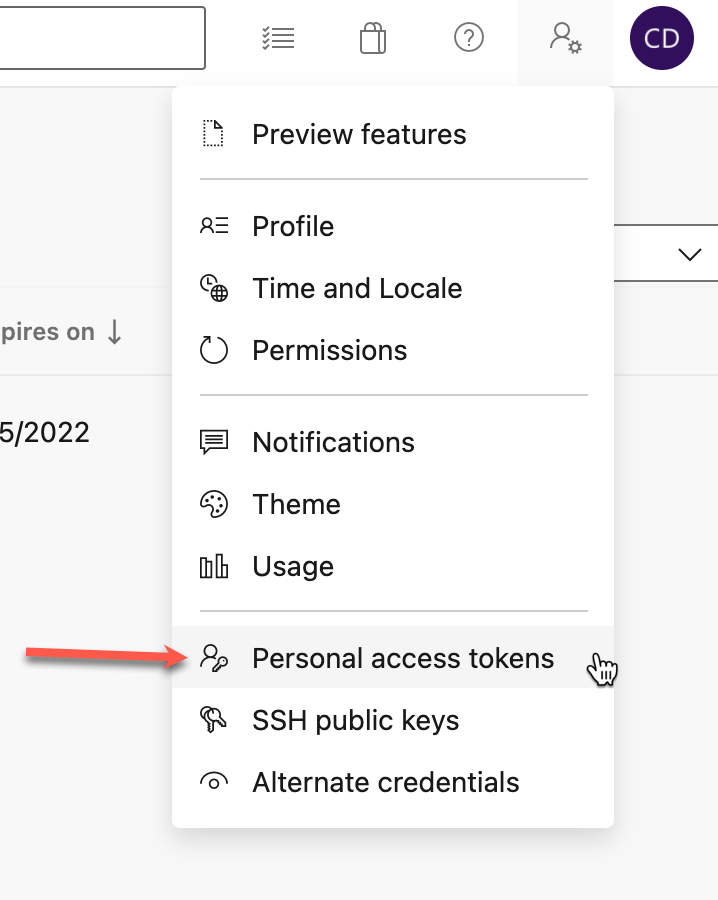 CD
Preview features
Profile
Time and Locale
pires on
Permissions
5/2022
Notifications
Theme
Usage
Personal access tokens
SSH public keys
Alternate credentials